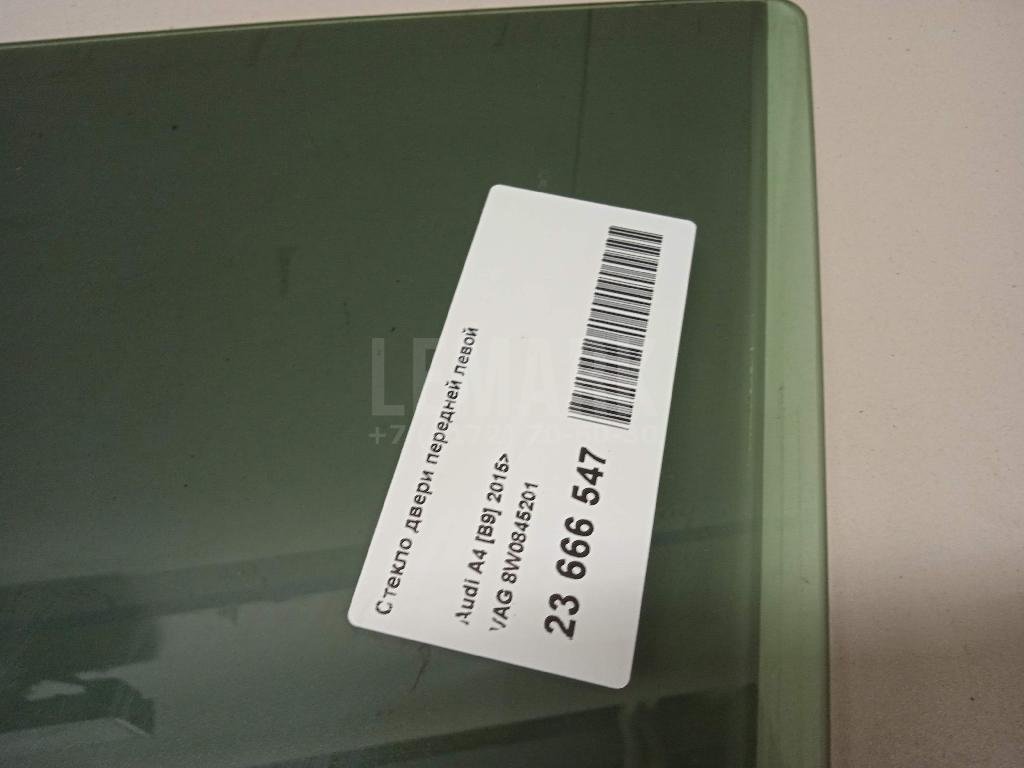 Стекло двери передней левой
Audi A4 [B9] 2015>
VAG 8W0845201
23 666 547